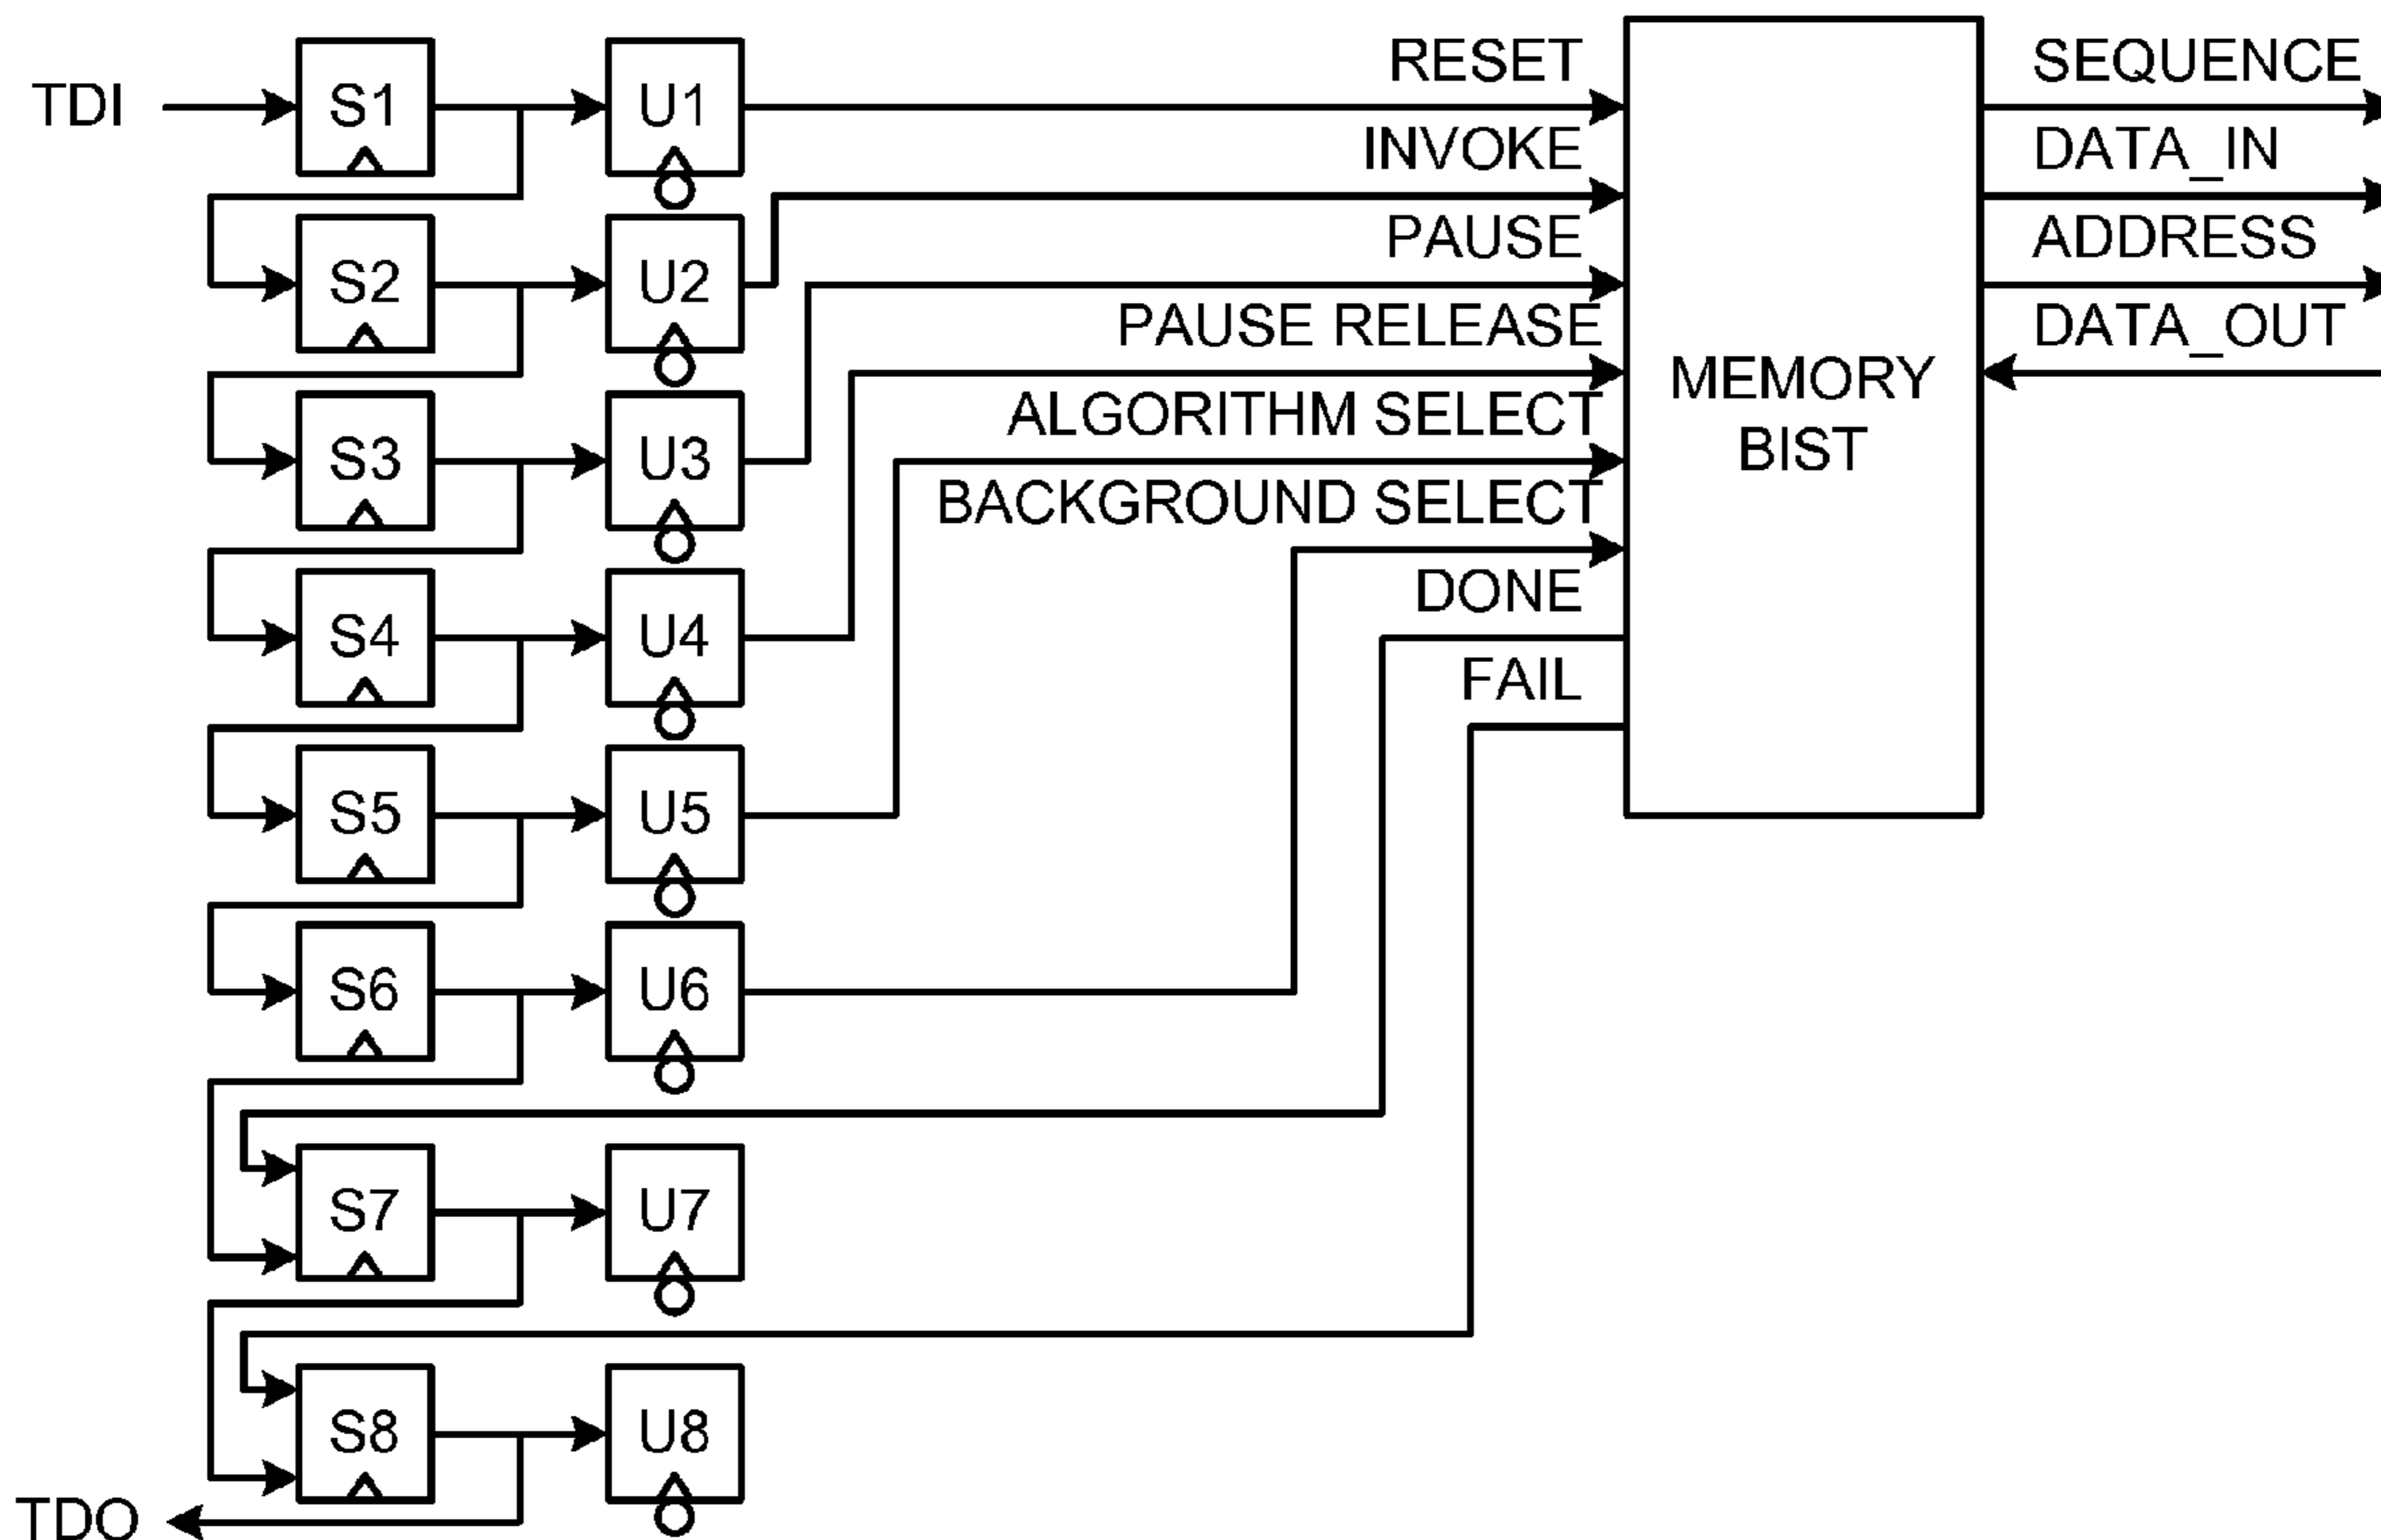 TDI
S1
U1
RESET
SEQUENCE
INVOKE
DATA_IN
S2
U2
PAUSE
ADDRESS
PAUSE RELEASE
DATA_OUT
S3
U3
ALGORITHM SELECT
MEMORY
BIST
BACKGROUND SELECT
S4
U4
DONE
FAIL
S5
U5
S6
U6
S7
U7
S8
U8
TDO